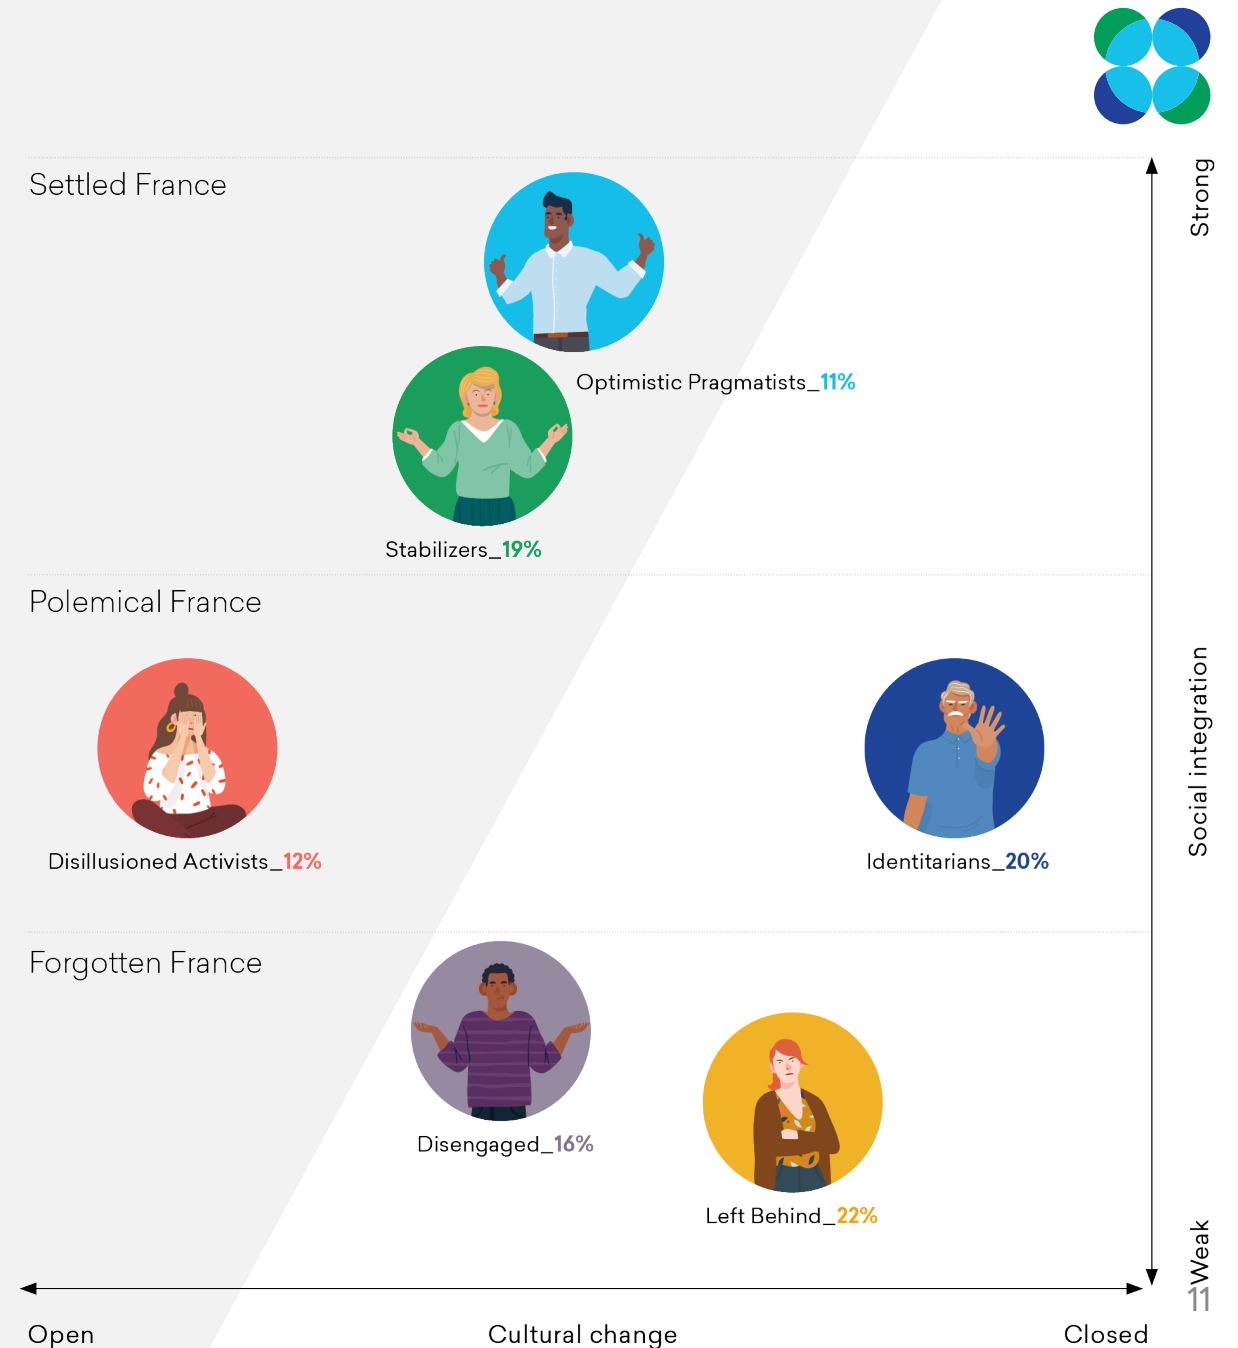 Strong
Settled France
Optimistic Pragmatists_11%
Stabilizers_19%
Polemical France
Social integration
Disillusioned Activists_12%
Identitarians_20%
Forgotten France
Disengaged_16%
Left Behind_22%
Weak
11
Open
Cultural change
Closed